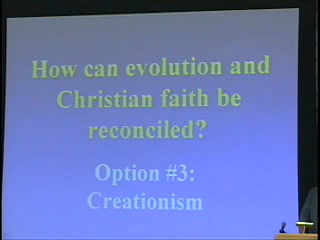 How can evolution and
Christian faith be
reconciled?
Option #3:
Creationism